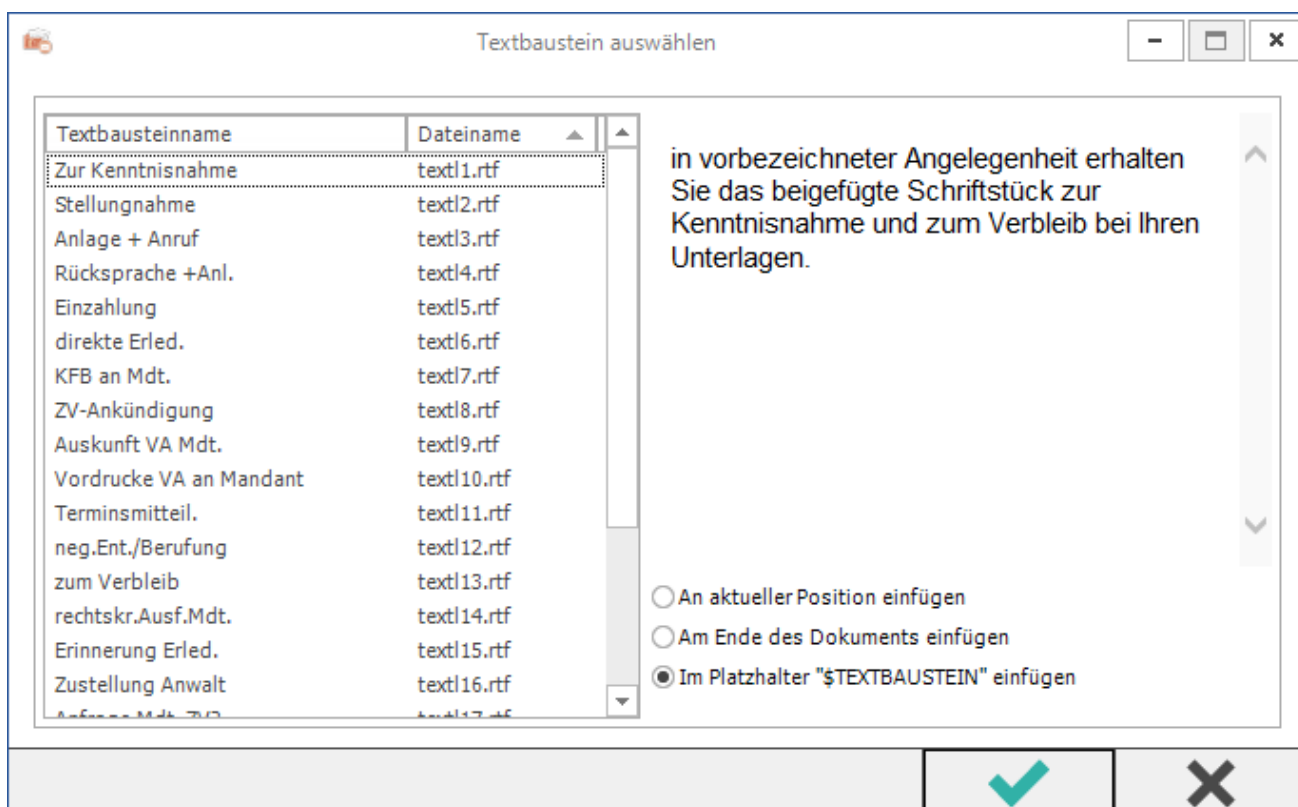 Textbaustein auswählen
Textbausteinname Dateiname
Zur Kenntnisnahme textl1.rtf
Stellungnahme textl2.rtf
Anlage + Anruf textl3.rtf
Rücksprache +Anl. textl4.rtf
Einzahlung textl5.rtf
direkte Erled. textl6.rtf
KFB an Mdt. textl7.rtf
ZV-Ankündigung textl8.rtf
Auskunft VA Mdt. textl9.rtf
Vordrucke VA an Mandant textl10.rtf
Terminsmitteil. textl11.rtf
neg.Ent./Berufung textl12.rtf
zum Verbleib textl13.rtf
rechtskr.Ausf.Mdt. textl14.rtf
Erinnerung Erled. textl15.rtf
Zustellung Anwalt textl16.rtf
in vorbezeichneter Angelegenheit erhalten
Sie das beigefügte Schriftstück zur
Kenntnisnahme und zum Verbleib bei Ihren
Unterlagen.
An aktueller Position einfügen
Am Ende des Dokuments einfügen
Im Platzhalter "$TEXTBAUSTEIN" einfügen